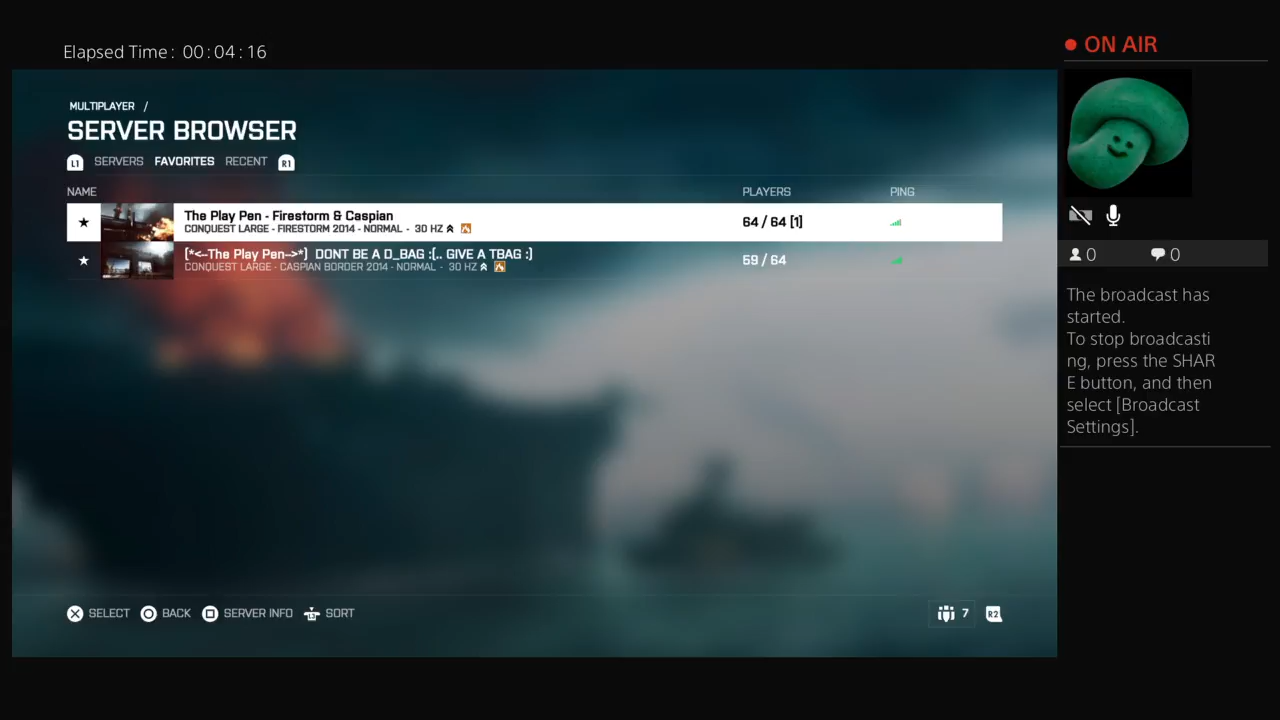 Elapsed Time: 00:04:16
ON AIR
MULTIPLAYER /
SERVER BROWSER
L1 SERVERS FAVORITES RECENT R1
NAME PLAYERS PING
The Play Pen - Firestorm & Caspian 64 / 64 [1]
CONQUEST LARGE - FIRESTORM 2014 - NORMAL - 30 HZ
[*<--The Play Pen-->*] DONT BE A D_BAG :[.. GIVE A TBAG :] 59 / 64
CONQUEST LARGE - CASPIAN BORDER 2014 - NORMAL - 30 HZ
SELECT BACK SERVER INFO L3 SORT 7 R2
0 0
The broadcast has
started.
To stop broadcasti
ng, press the SHAR
E button, and then
select [Broadcast
Settings].